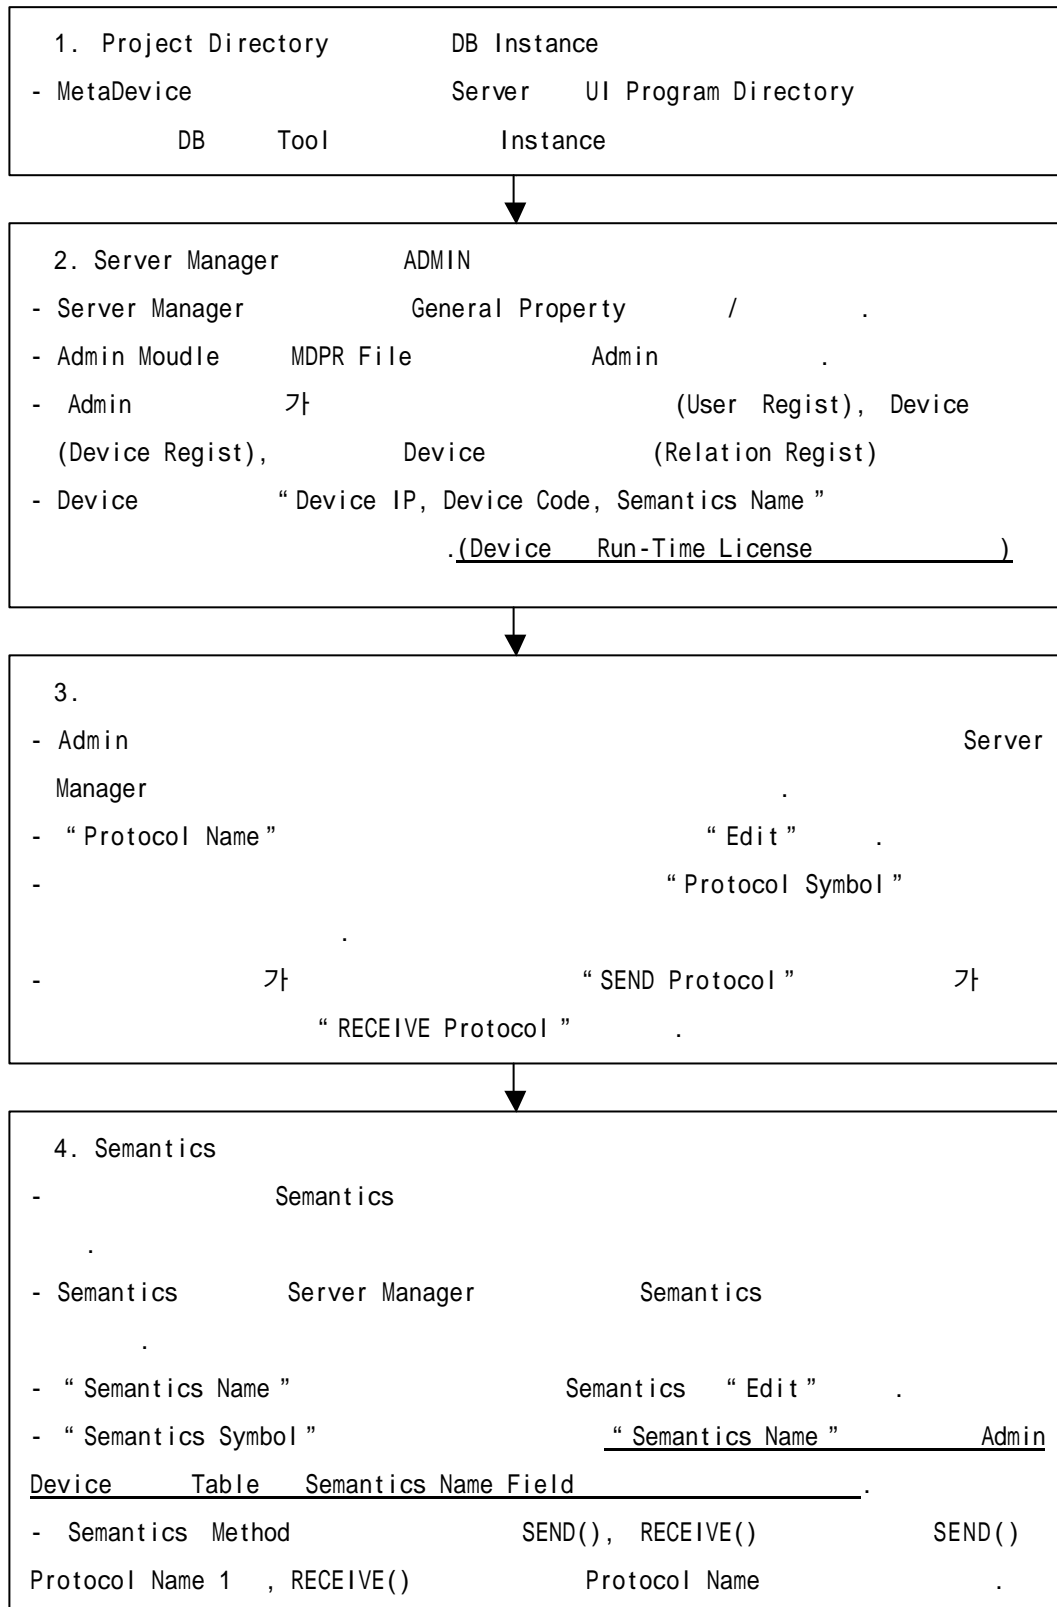 1. Project Directory DB Instance
- MetaDevice Server UI Program Directory
DB Tool Instance
2. Server Manager ADMIN
- Server Manager General Property / .
- Admin Moudle MDPR File Admin .
- Admin 가 (User Regist), Device
(Device Regist), Device (Relation Regist)
- Device “Device IP, Device Code, Semantics Name”
.(Device Run-Time License )
3.
- Admin Server
Manager .
- “Protocol Name” “Edit” .
- “Protocol Symbol”
.
- 가 “SEND Protocol” 가
“RECEIVE Protocol” .
4. Semantics
- Semantics
.
- Semantics Server Manager Semantics
.
- “Semantics Name” Semantics “Edit” .
- “Semantics Symbol” “Semantics Name” Admin
Device Table Semantics Name Field .
- Semantics Method SEND(), RECEIVE() SEND()
Protocol Name 1 , RECEIVE() Protocol Name .